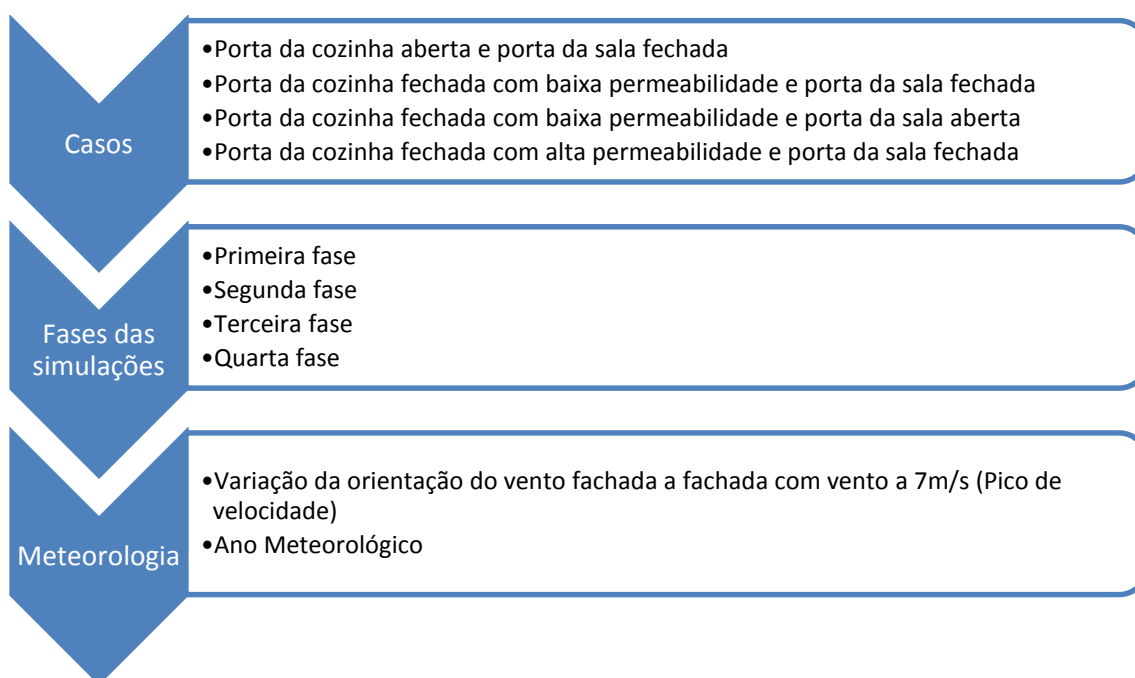 Casos
•Porta da cozinha aberta e porta da sala fechada
•Porta da cozinha fechada com baixa permeabilidade e porta da sala fechada
•Porta da cozinha fechada com baixa permeabilidade e porta da sala aberta
•Porta da cozinha fechada com alta permeabilidade e porta da sala fechada
Fases das
simulações
•Primeira fase
•Segunda fase
•Terceira fase
•Quarta fase
Meteorologia
•Variação da orientação do vento fachada a fachada com vento a 7m/s (Pico de
velocidade)
•Ano Meteorológico